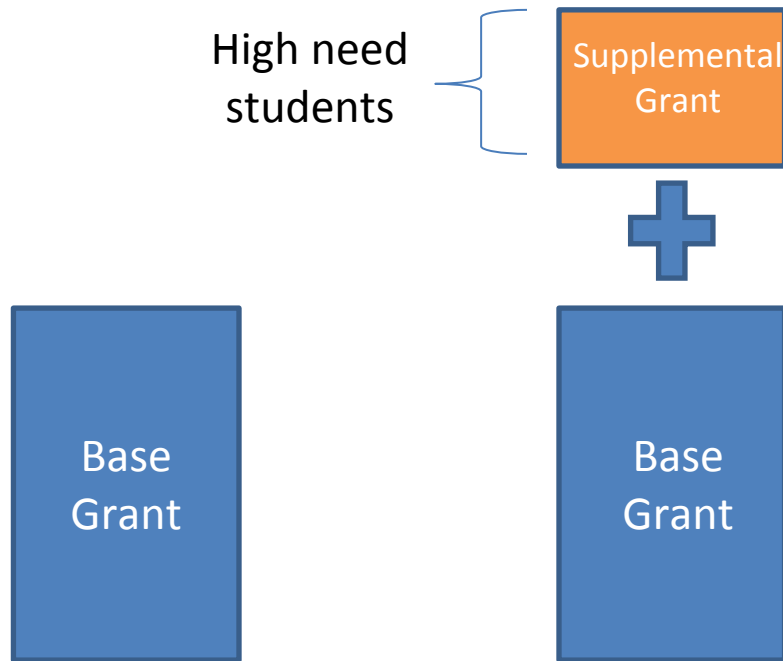 High need
students
Supplemental
Grant
Base
Grant
Base
Grant